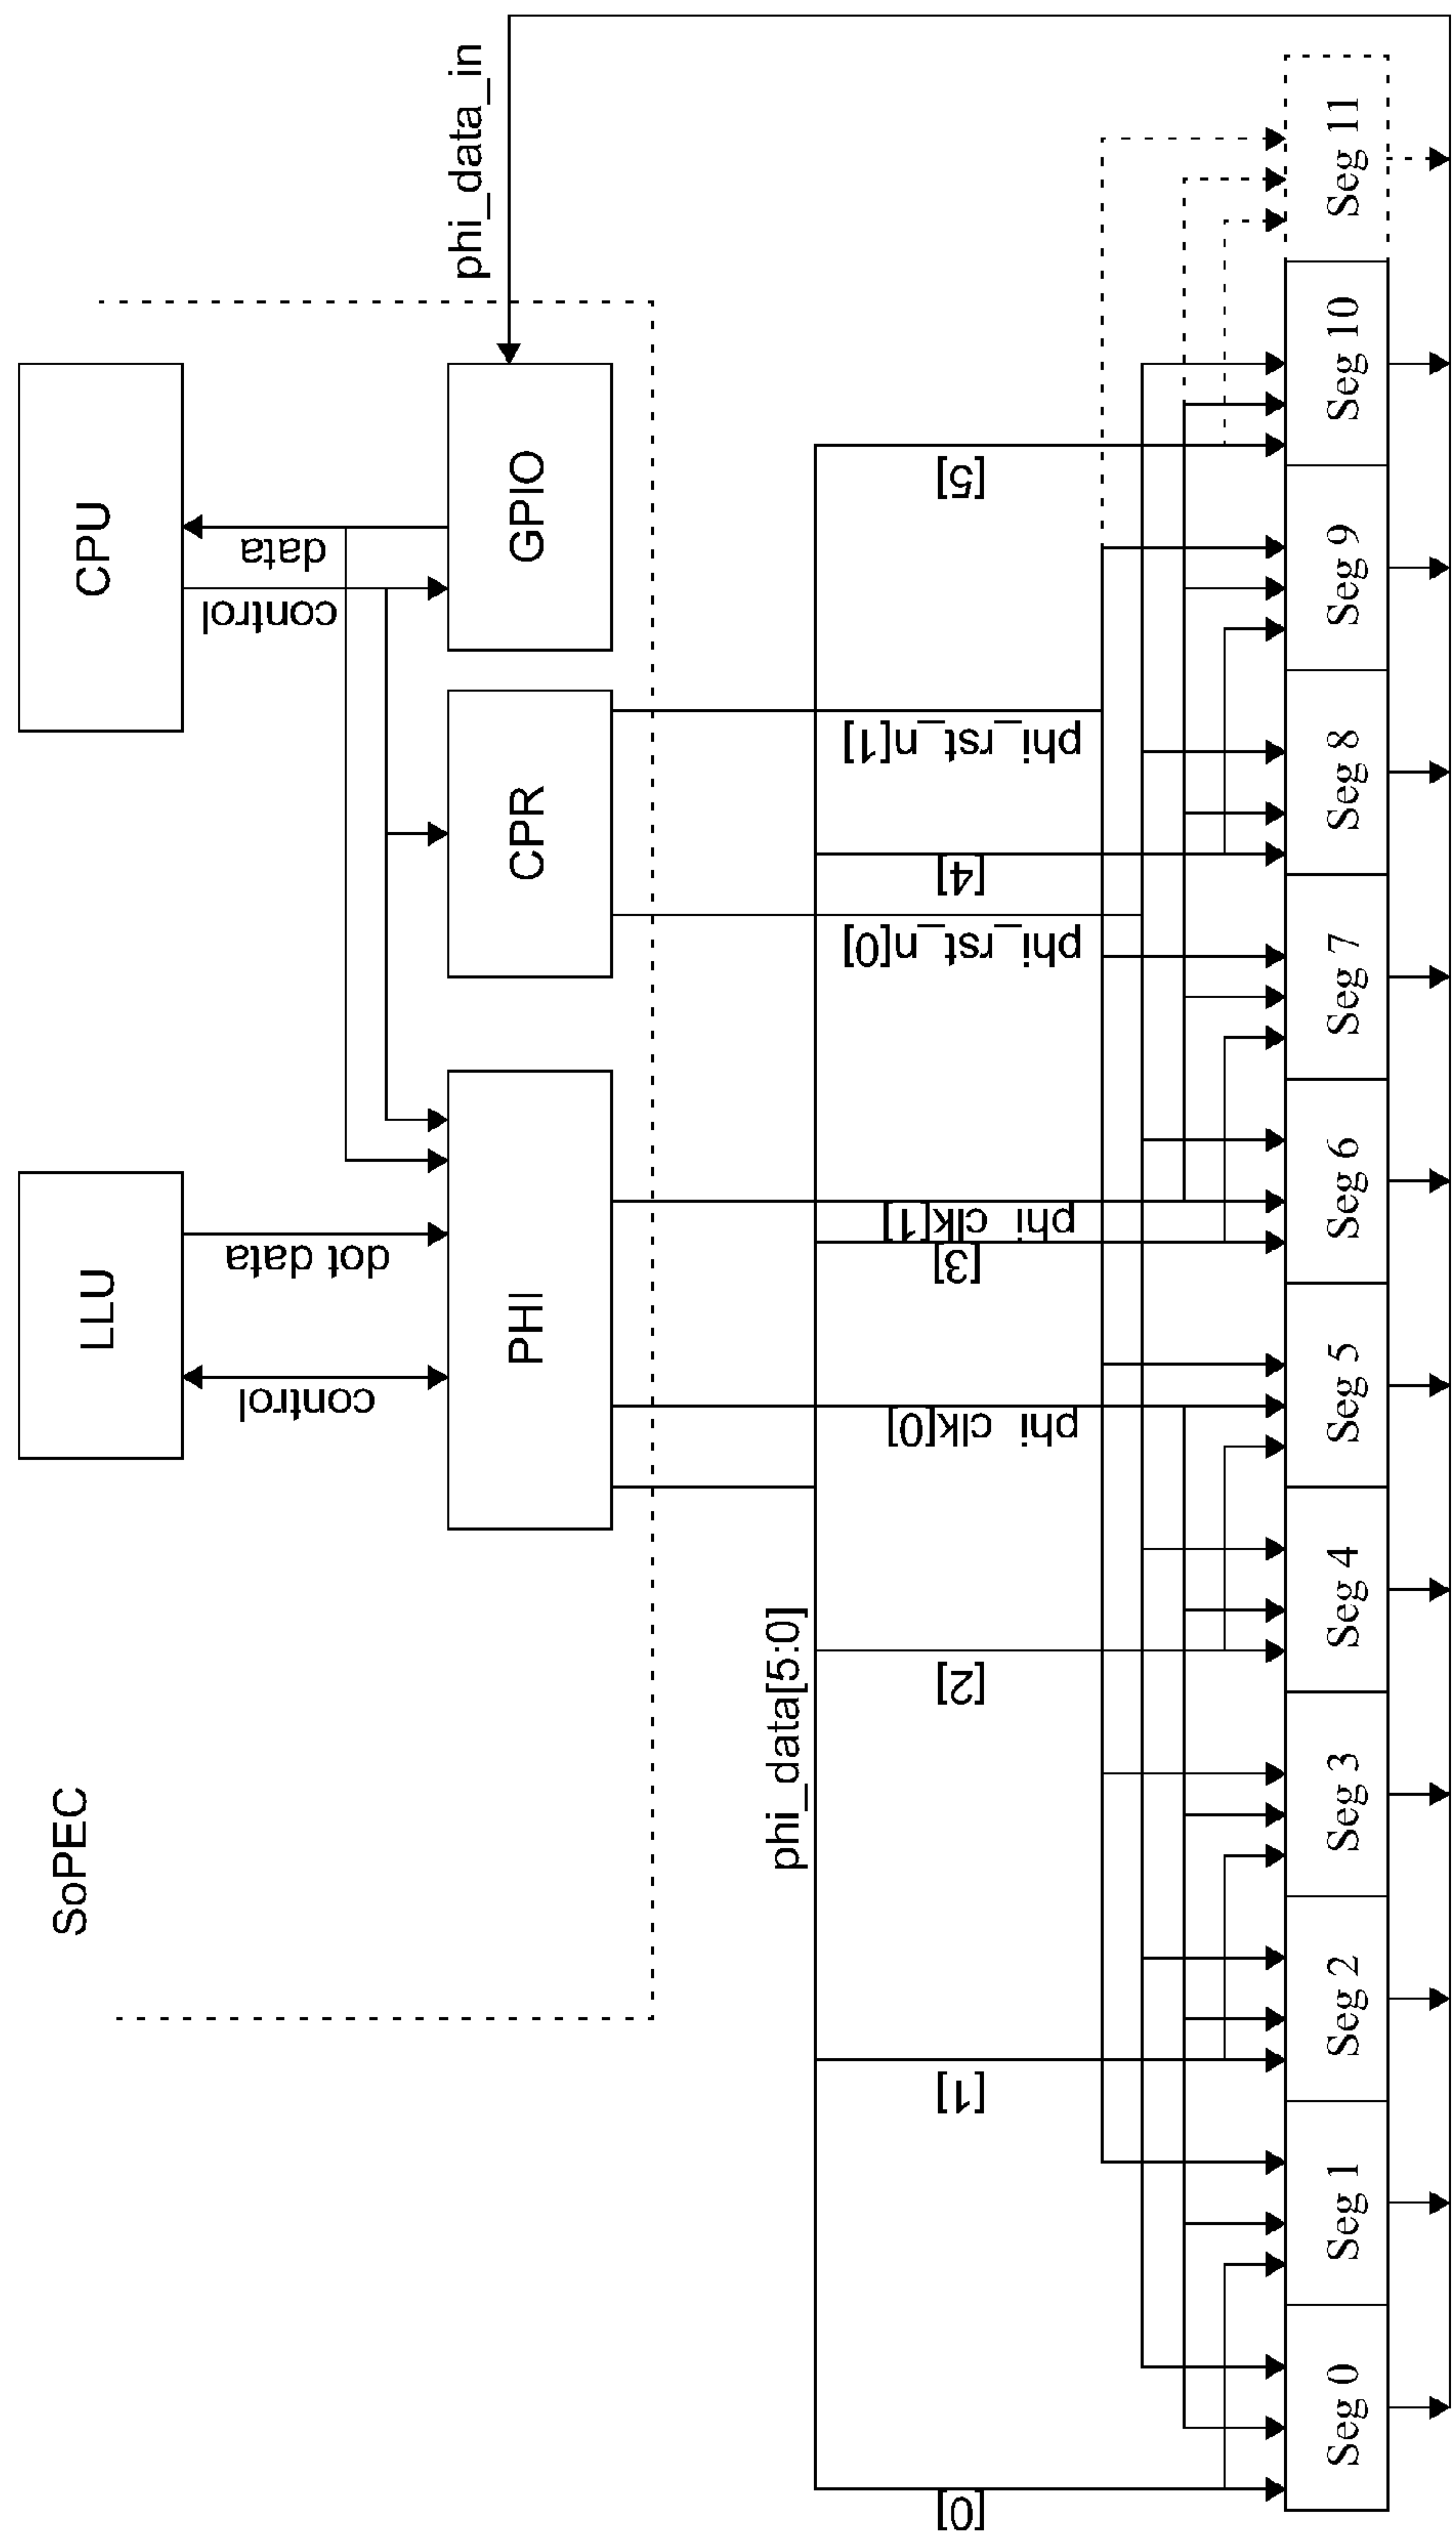 SoPEC
LLU
CPU
control
dot data
control
data
PHI
CPR
GPIO
phi_data_in
phi_data[5:0]
phi_clk[0]
phi_clk[1]
phi_rst_n[0]
phi_rst_n[1]
[0]
[1]
[2]
[3]
[4]
[5]
Seg 0
Seg 1
Seg 2
Seg 3
Seg 4
Seg 5
Seg 6
Seg 7
Seg 8
Seg 9
Seg 10
Seg 11